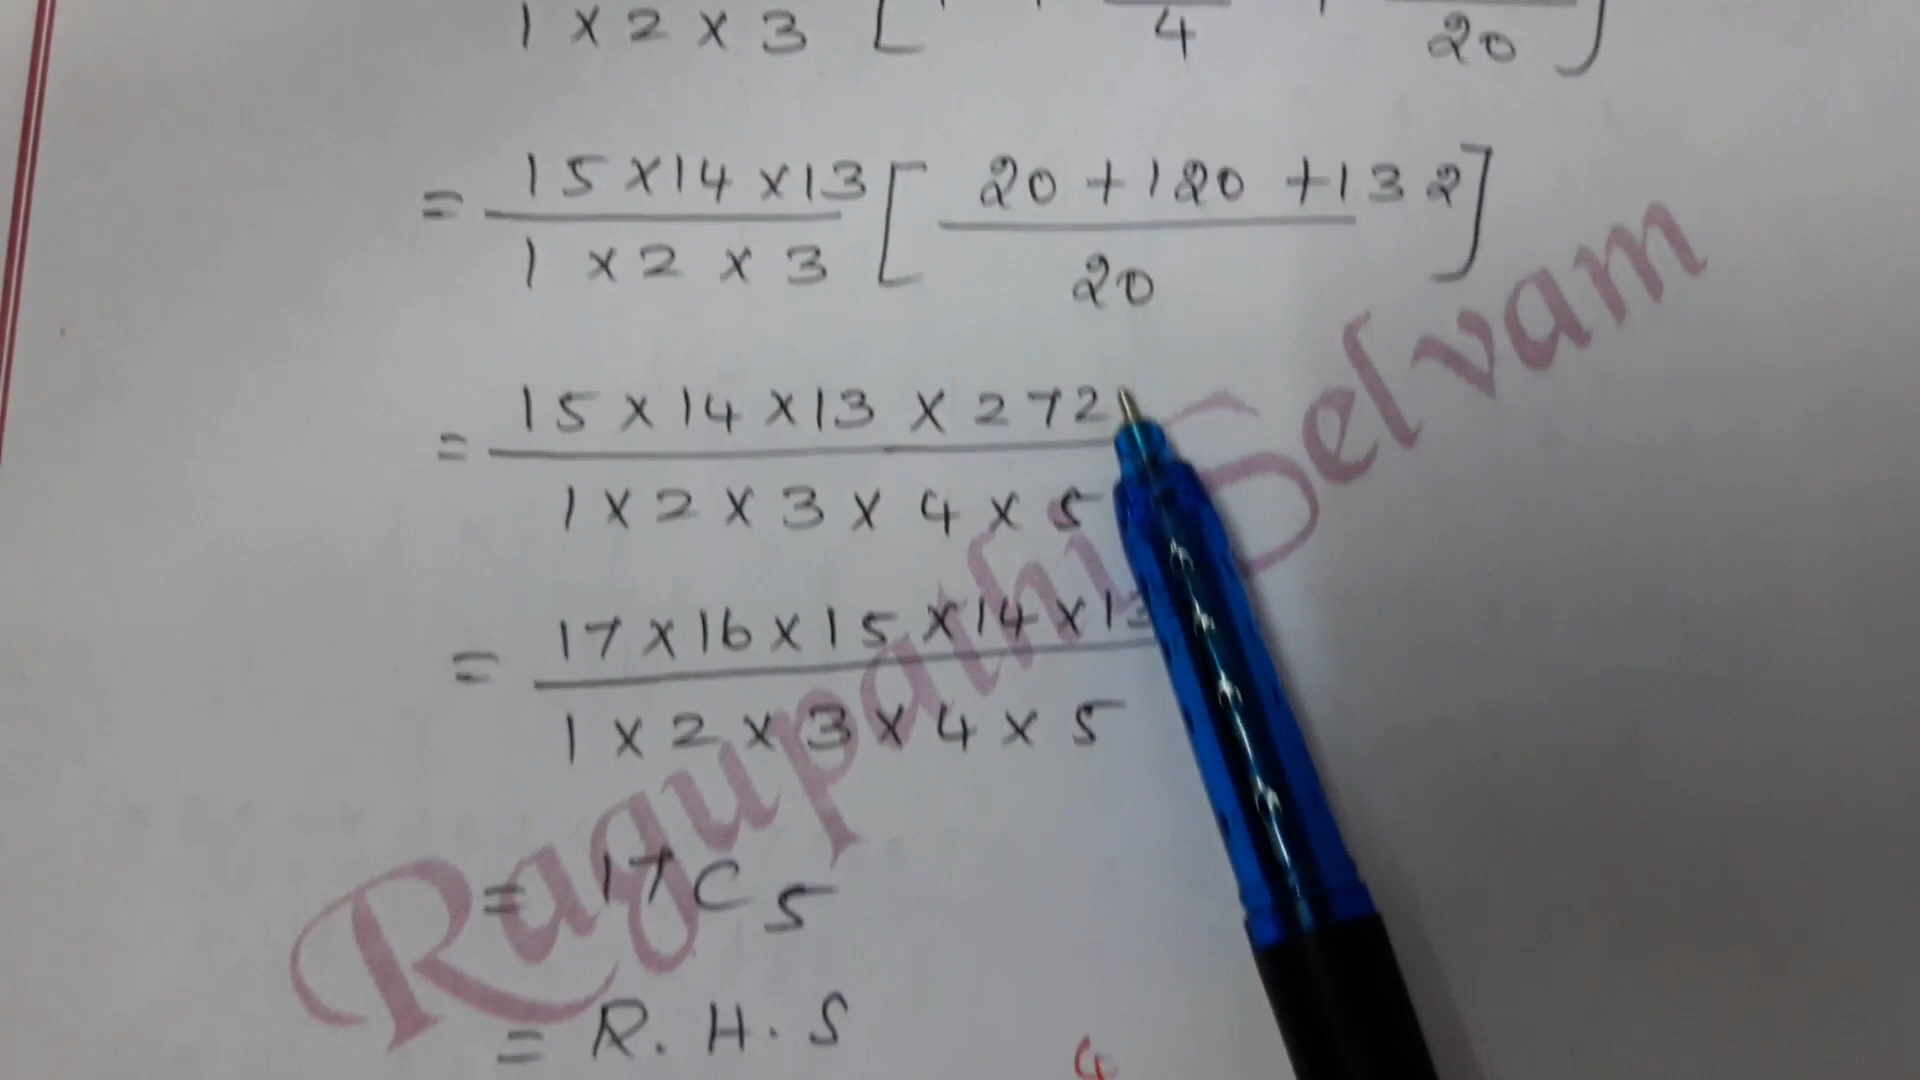 1 × 2 × 3 [ 4 20 ]
= 15 × 14 × 13 [ 20 + 120 + 132 ]
1 × 2 × 3 20
= 15 × 14 × 13 × 272
1 × 2 × 3 × 4 × 5
= 17 × 16 × 15 × 14 × 13
1 × 2 × 3 × 4 × 5
= 17C5
= R.H.S
Ragupathi Selvam